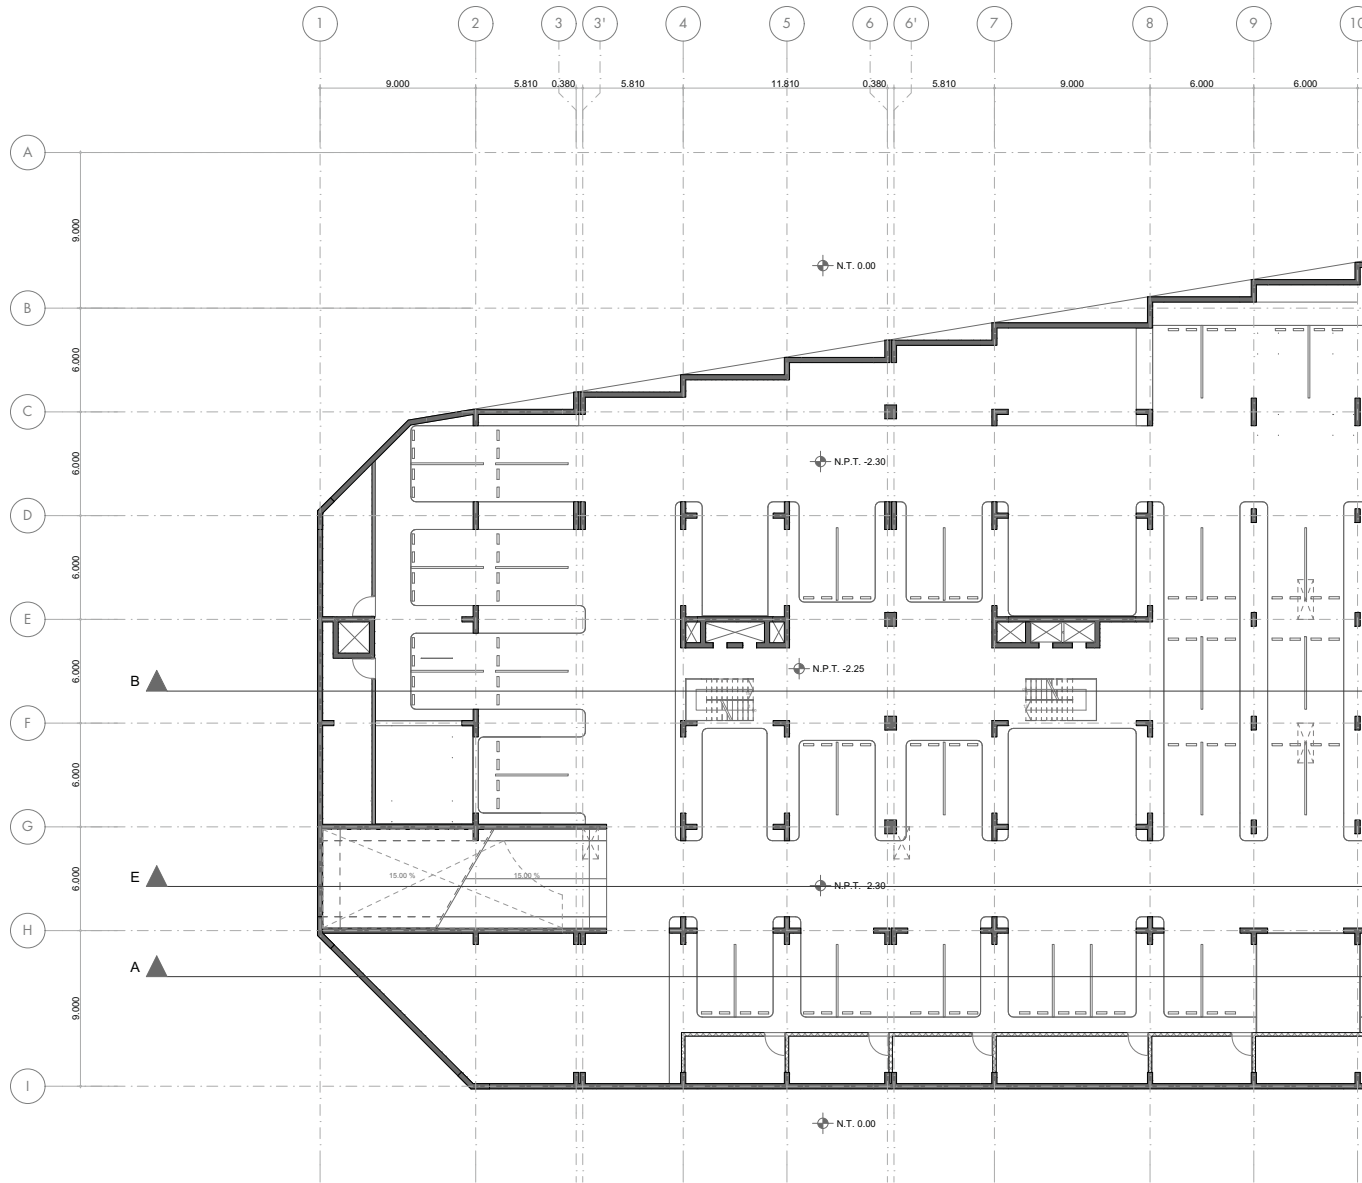 1 2 3 3' 4 5 6 6' 7 8 9 10
9.000 5.810 0.380 5.810 11.810 0.380 5.810 9.000 6.000 6.000
A
9.000
N.T. 0.00
B
6.000
C
N.P.T. -2.30
6.000
D
6.000
E
N.P.T. -2.25
6.000
B
F
6.000
G
15.00 % 15.00 %
E
6.000
N.P.T. -2.30
H
A
9.000
I
N.T. 0.00